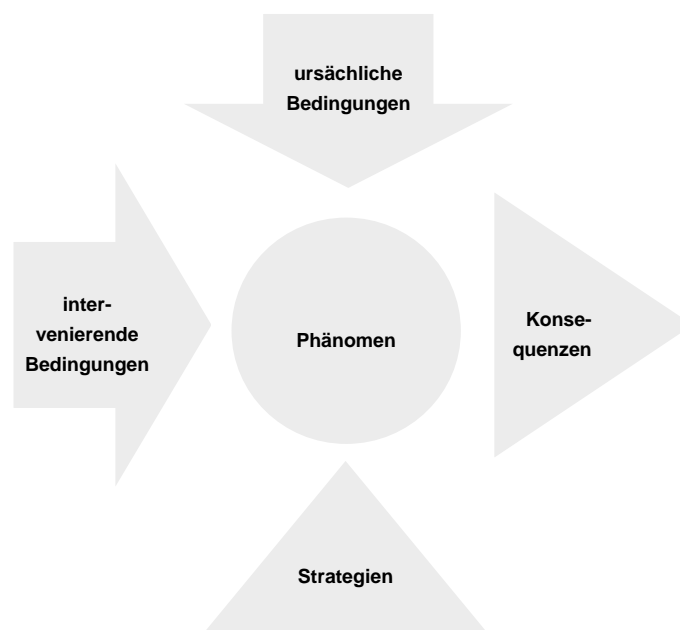 ursächliche
Bedingungen
inter-
venierende
Bedingungen
Phänomen
Konse-
quenzen
Strategien